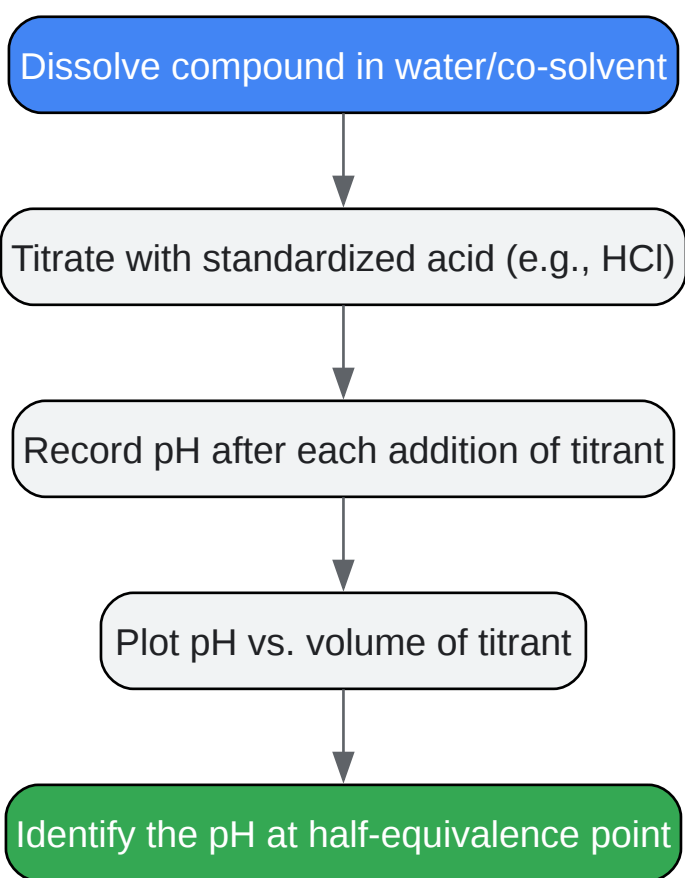 Dissolve compound in water/co-solvent
Titrate with standardized acid (e.g., HCl)
Record pH after each addition of titrant
Plot pH vs. volume of titrant
Identify the pH at half-equivalence point